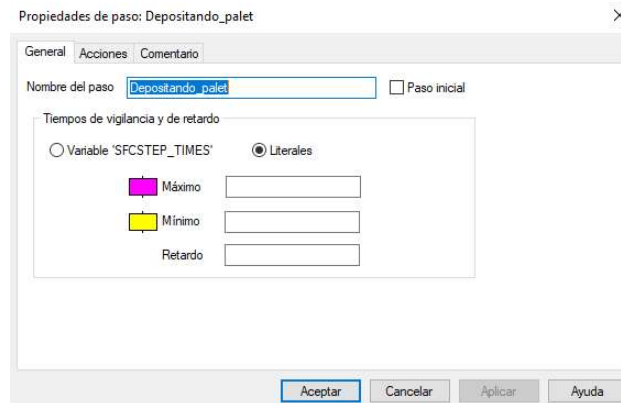 Propiedades de paso: Depositando_palet
General Acciones Comentario
Nombre del paso Depositando_palet Paso inicial
Tiempos de vigilancia y de retardo
Variable 'SFCSTEP_TIMES' Literales
Máximo
Mínimo
Retardo
Aceptar Cancelar Aplicar Ayuda